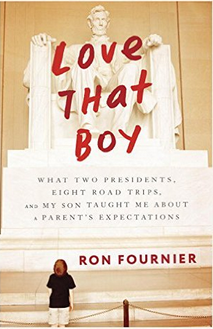 LOVE
THAT
BOY
WHAT TWO PRESIDENTS,
EIGHT ROAD TRIPS,
AND MY SON TAUGHT ME ABOUT
A PARENT'S EXPECTATIONS
RON FOURNIER